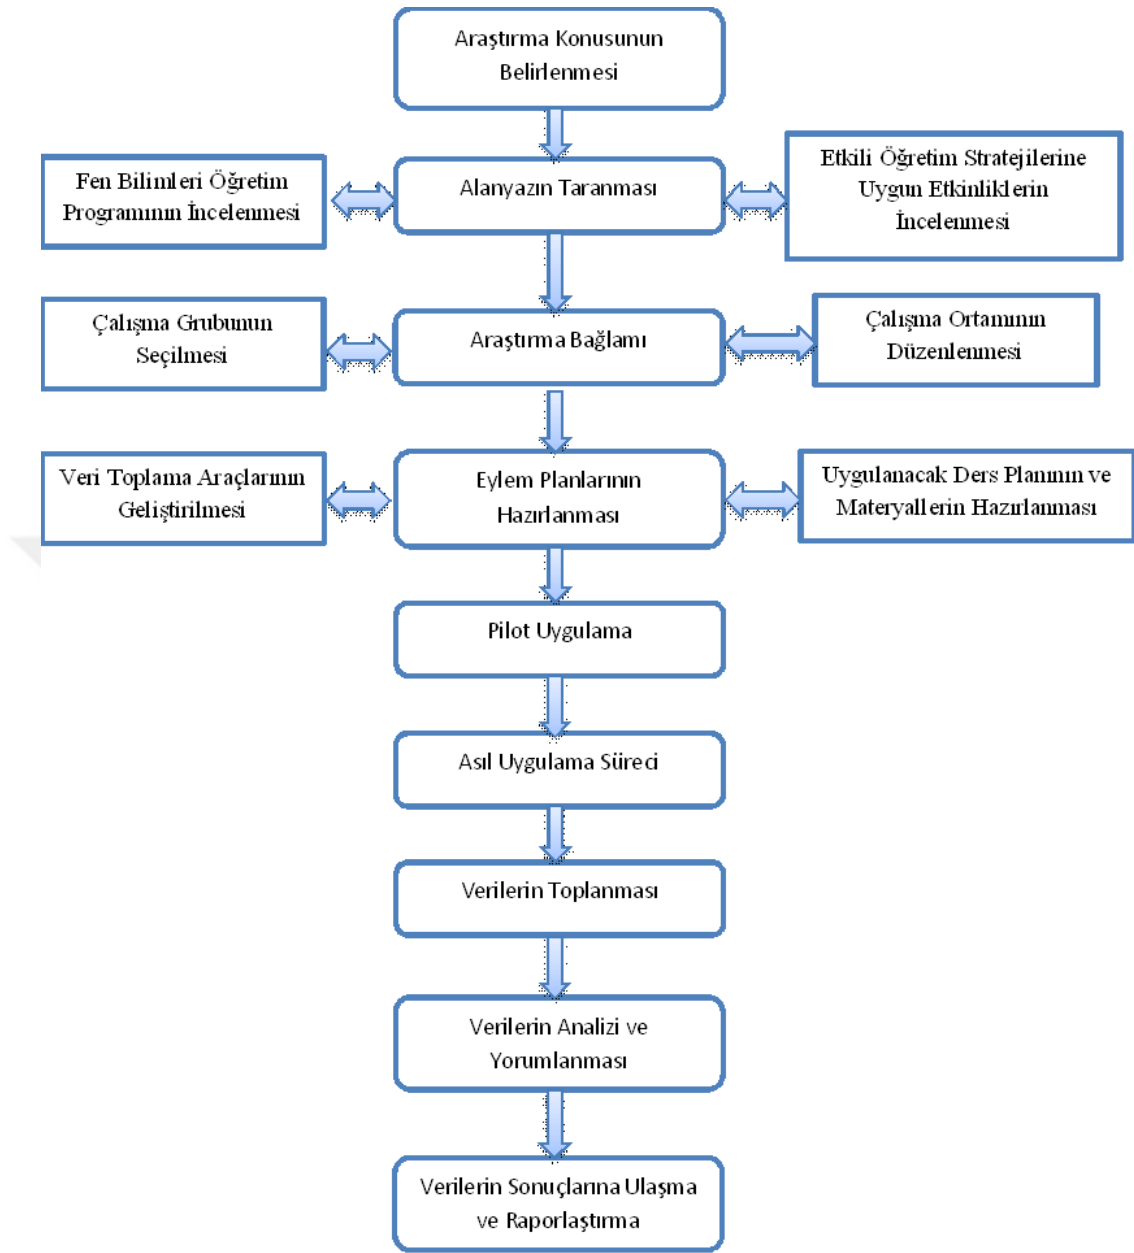 Araştırma Konusunun
Belirlenmesi
Fen Bilimleri Öğretim
Programının İncelenmesi
Alanyazın Taranması
Etkili Öğretim Stratejilerine
Uygun Etkinliklerin
İncelenmesi
Çalışma Grubunun
Seçilmesi
Araştırma Bağlamı
Çalışma Ortamının
Düzenlenmesi
Veri Toplama Araçlarının
Geliştirilmesi
Eylem Planlarının
Hazırlanması
Uygulanacak Ders Planının ve
Materyallerin Hazırlanması
Pilot Uygulama
Asıl Uygulama Süreci
Verilerin Toplanması
Verilerin Analizi ve
Yorumlanması
Verilerin Sonuçlarına Ulaşma
ve Raporlaştırma